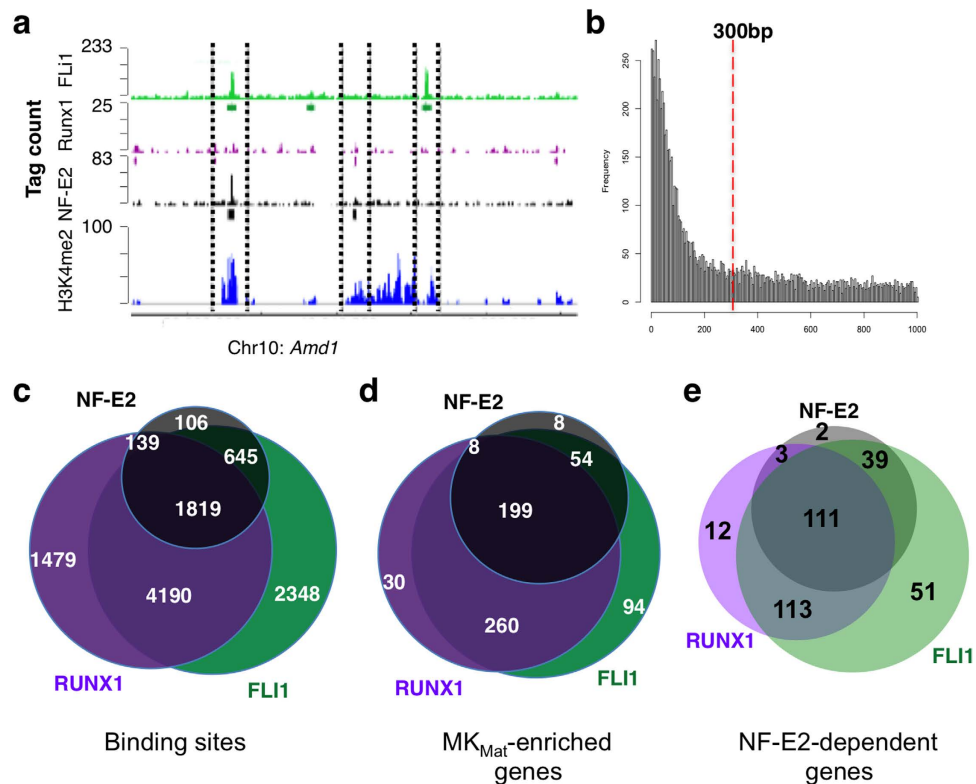 a
233
FLi1
25
Runx1
83
NF-E2
100
H3K4me2
Tag count
Chr10: Amd1
b
300bp
Frequency
250
200
150
100
50
0
0 200 400 600 800 1000
c
NF-E2
106
139
645
1819
1479
4190
2348
RUNX1
FLI1
Binding sites
d
NF-E2
8
8
54
199
30
260
94
RUNX1
FLI1
MKMat-enriched
genes
e
NF-E2
2
3
39
12
111
113
51
RUNX1
FLI1
NF-E2-dependent
genes